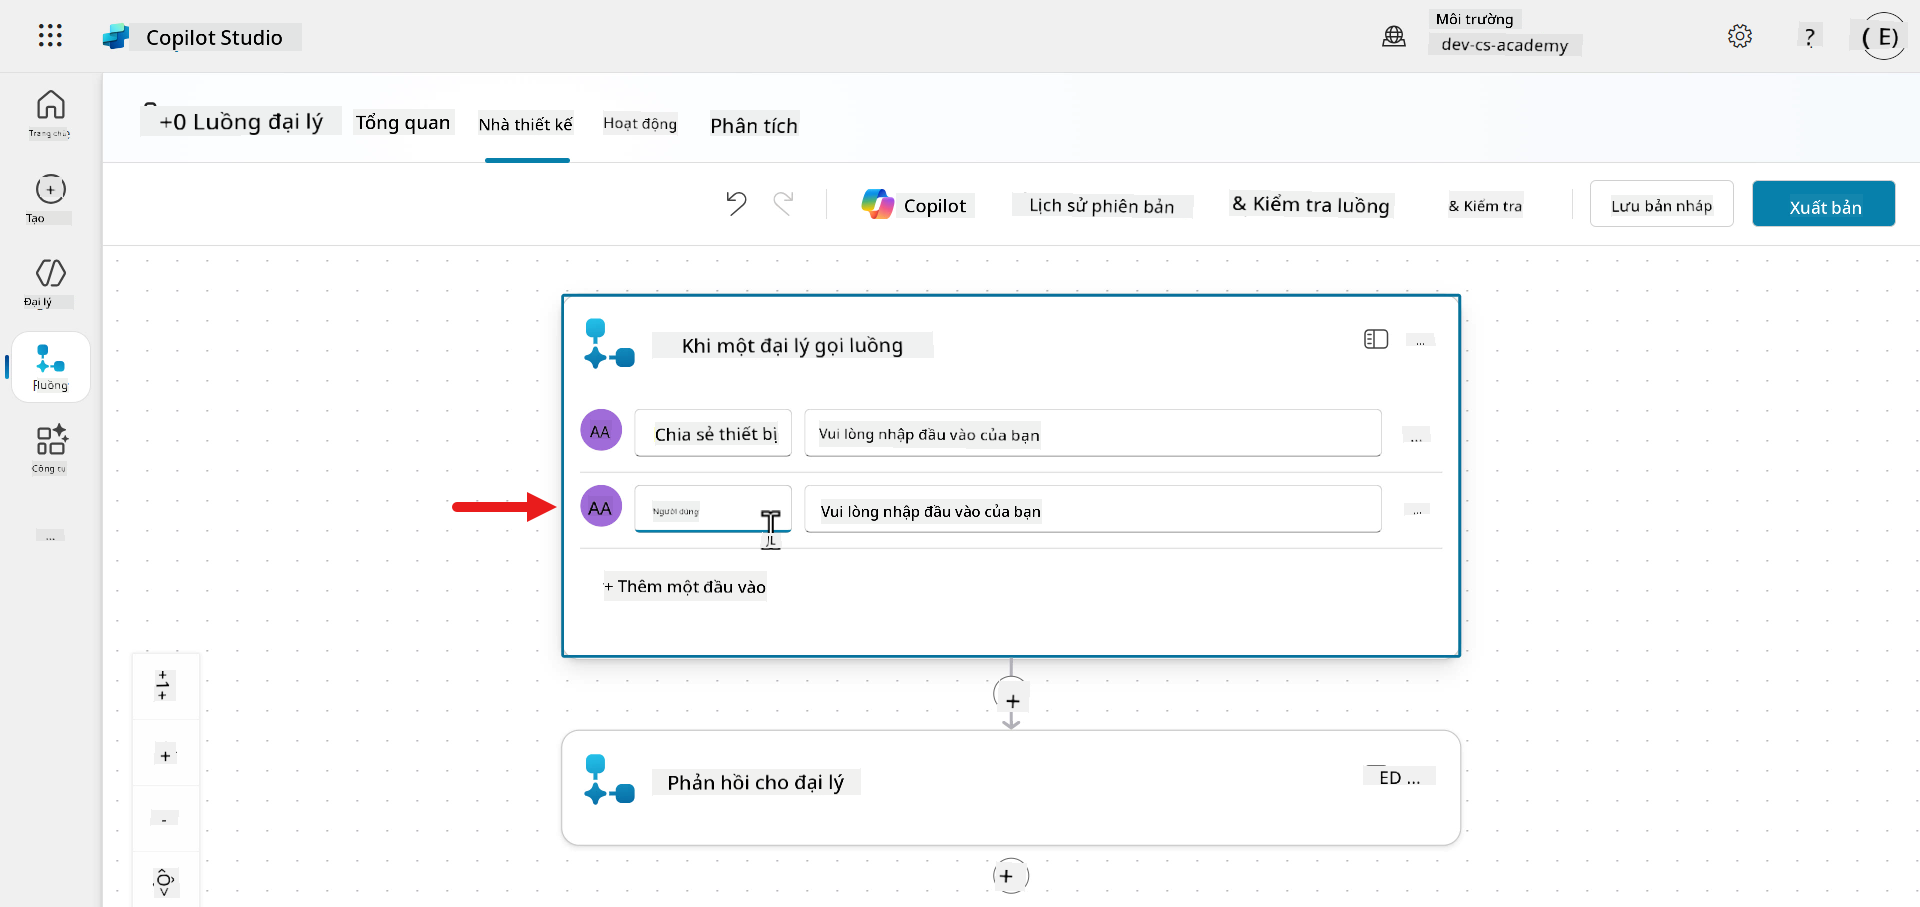 Copilot Studio
Môi trường
dev-cs-academy
?
( E)
Trang chủ
Tạo
Đại lý
Fluồng
Công cụ
...
+0 Luồng đại lý
Tổng quan
Nhà thiết kế
Hoạt động
Phân tích
Copilot
Lịch sử phiên bản
& Kiểm tra luồng
& Kiểm tra
Lưu bản nháp
Xuất bản
Khi một đại lý gọi luồng
...
AA
Chia sẻ thiết bị
Vui lòng nhập đầu vào của bạn
...
AA
Người dùng
Vui lòng nhập đầu vào của bạn
...
+ Thêm một đầu vào
+
Phản hồi cho đại lý
ED ...
+
+
-